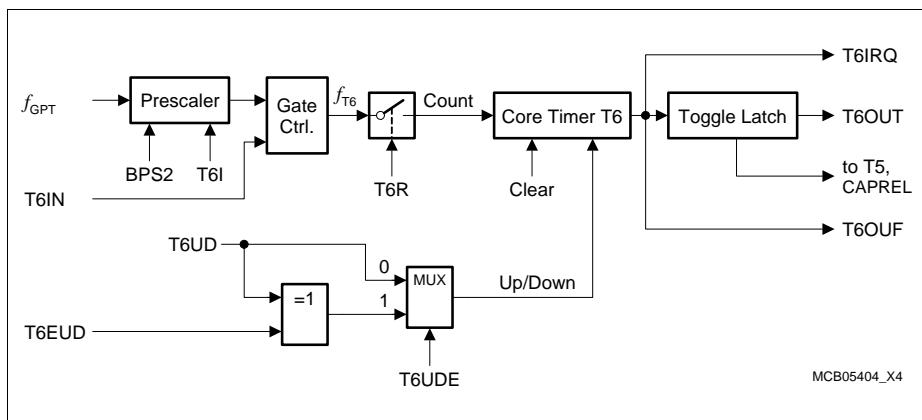 T6IRQ
fGPT
Prescaler
Gate
Ctrl.
fT6
Count
Core Timer T6
Toggle Latch
T6OUT
BPS2
T6I
T6R
Clear
to T5,
CAPREL
T6IN
T6OUF
T6UD
0
MUX
Up/Down
=1
1
T6EUD
T6UDE
MCB05404_X4